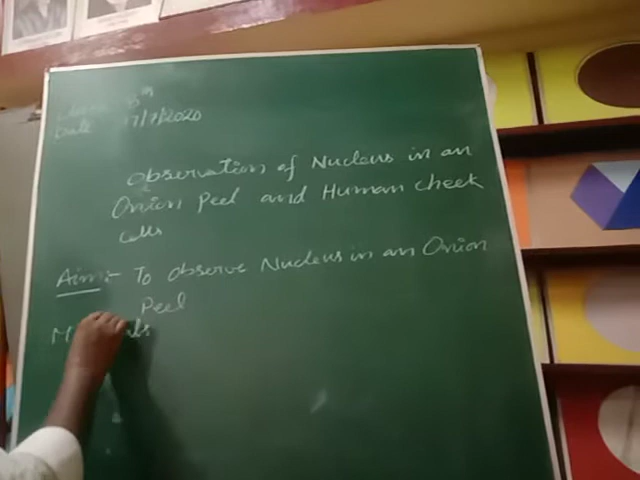 Date 17/7/2020
Observation of Nucleus in an
Onion Peel and Human cheek
cells
Aim:- To observe Nucleus in an Onion
Peel